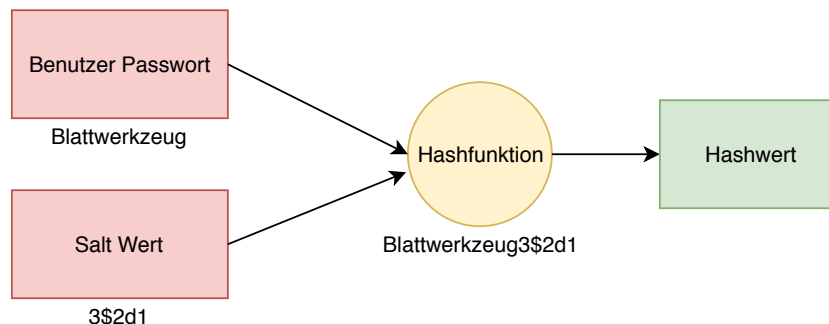 Benutzer Passwort
Blattwerkzeug
Hashfunktion
Blattwerkzeug3$2d1
Hashwert
Salt Wert
3$2d1